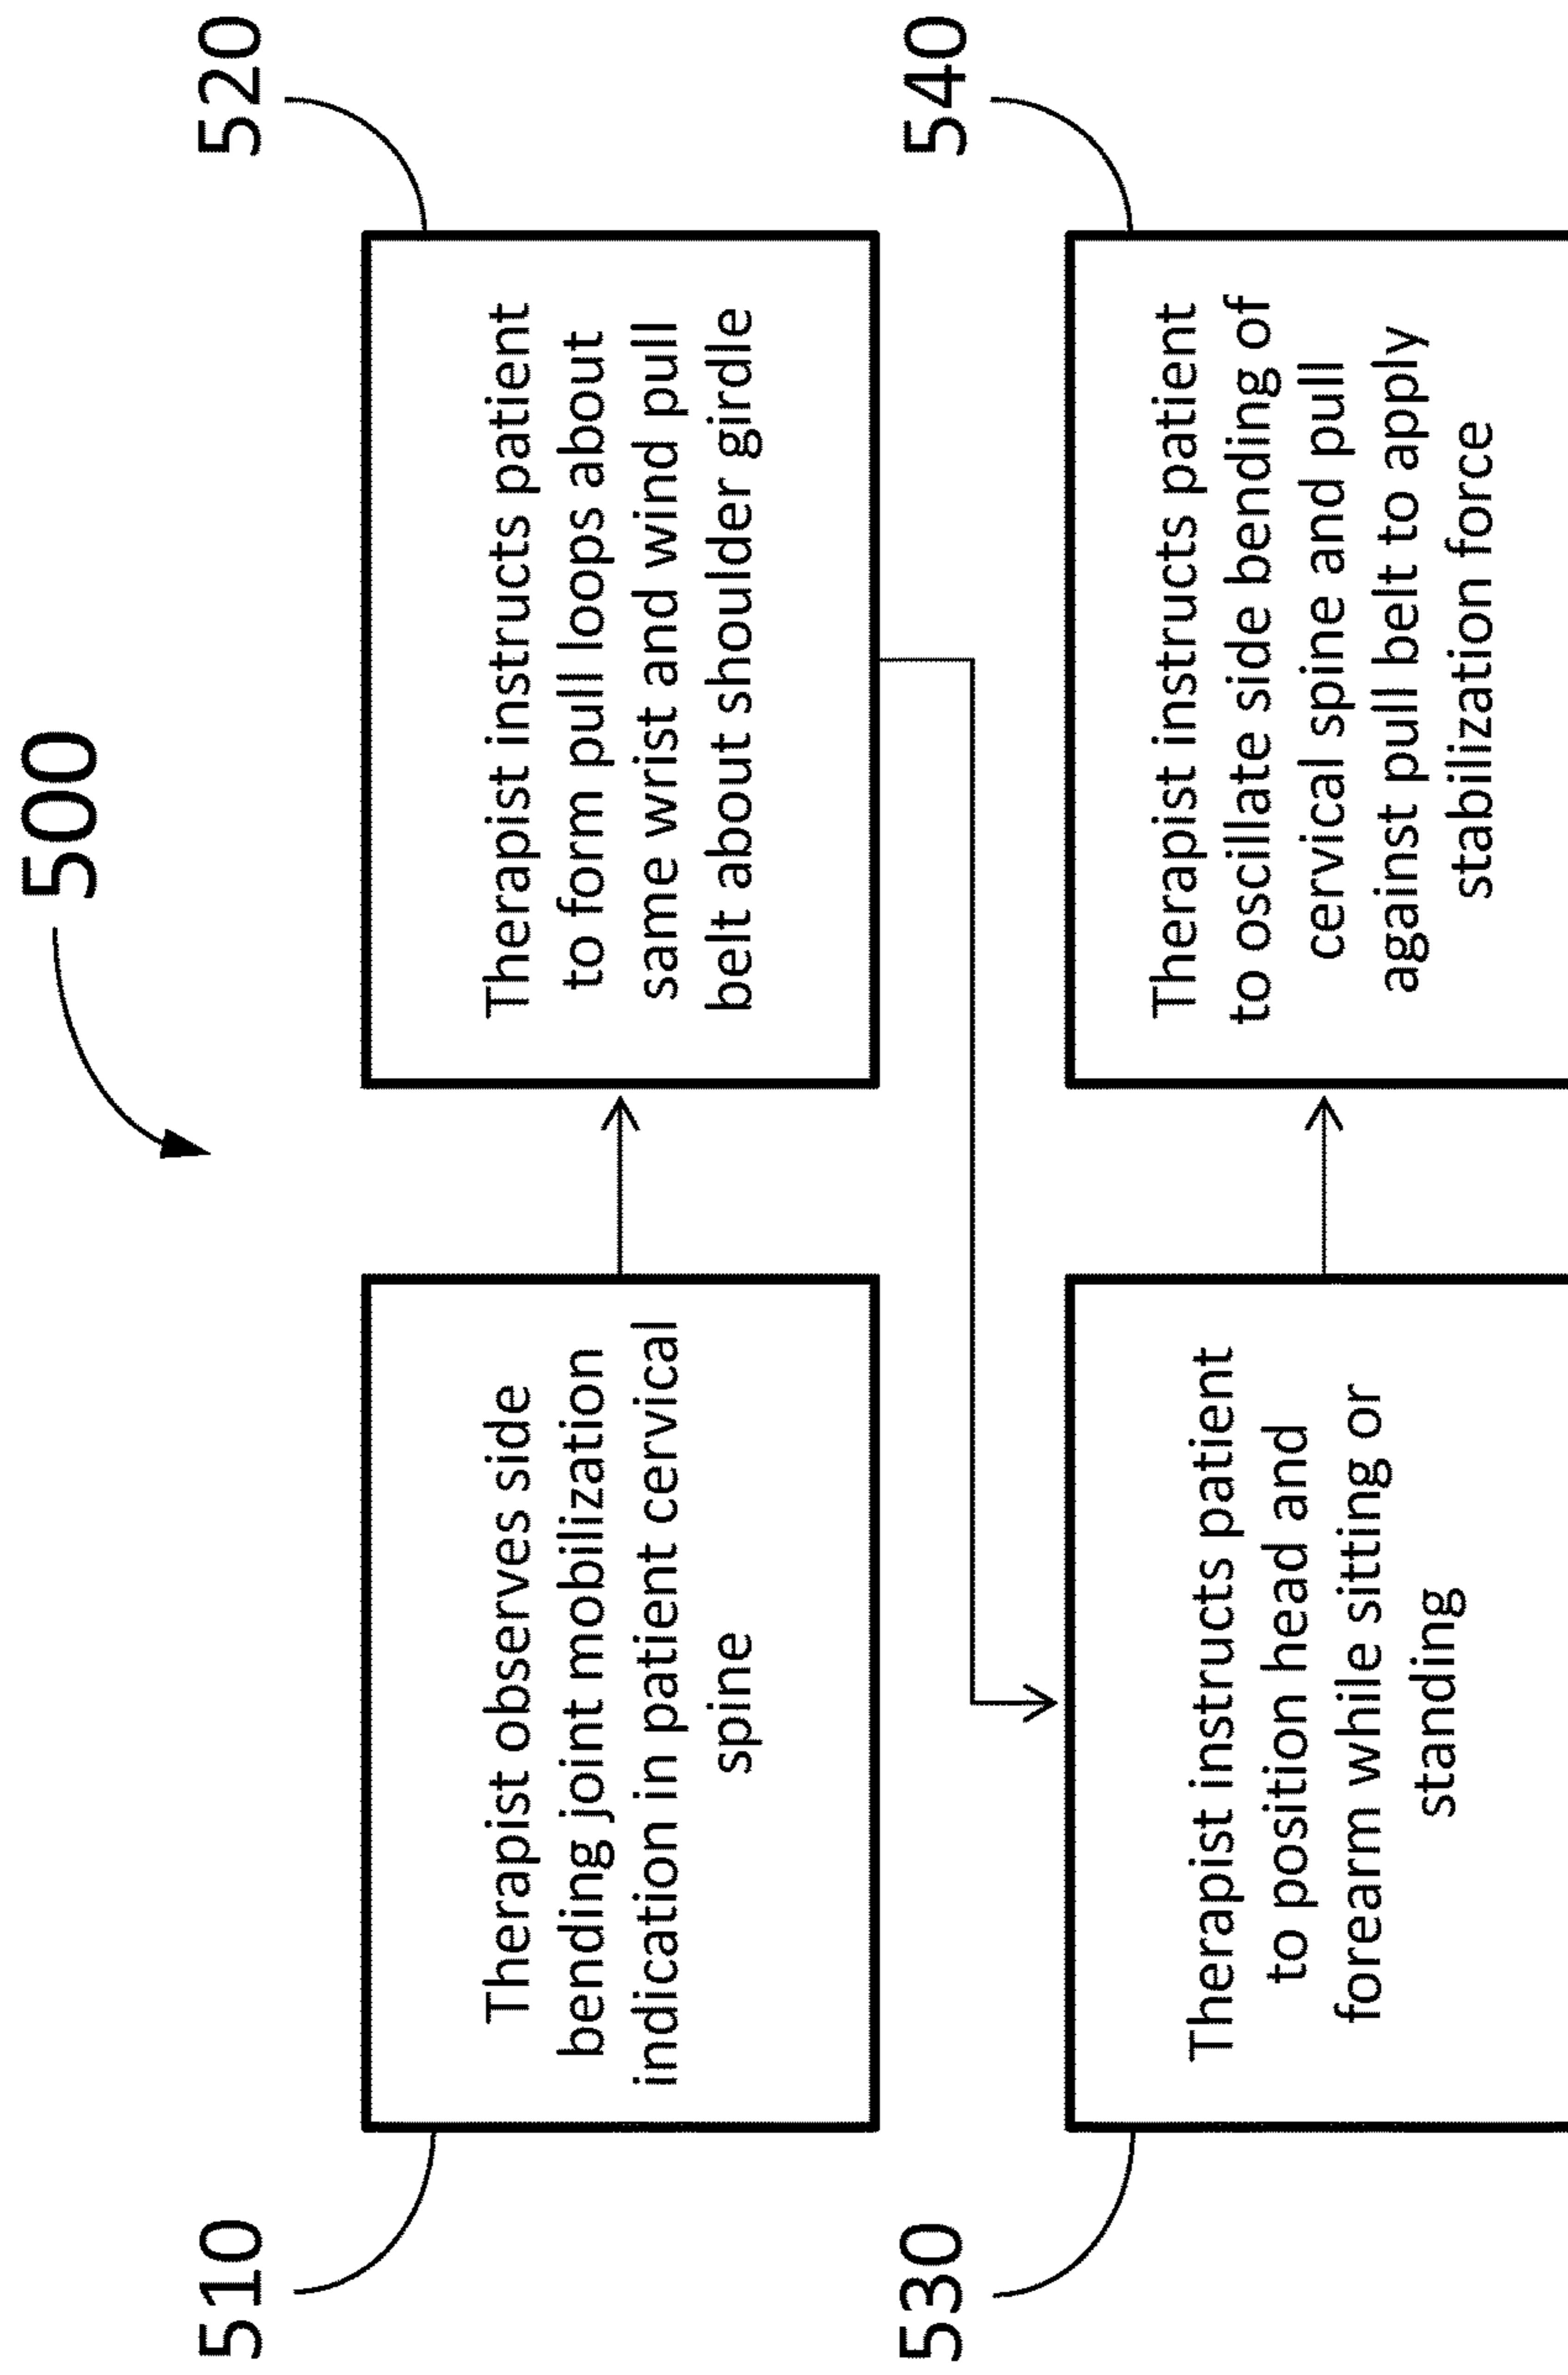 500
510
Therapist observes side
bending joint mobilization
indication in patient cervical
spine
520
Therapist instructs patient
to form pull loops about
same wrist and wind pull
belt about shoulder girdle
530
Therapist instructs patient
to position head and
forearm while sitting or
standing
540
Therapist instructs patient
to oscillate side bending of
cervical spine and pull
against pull belt to apply
stabilization force